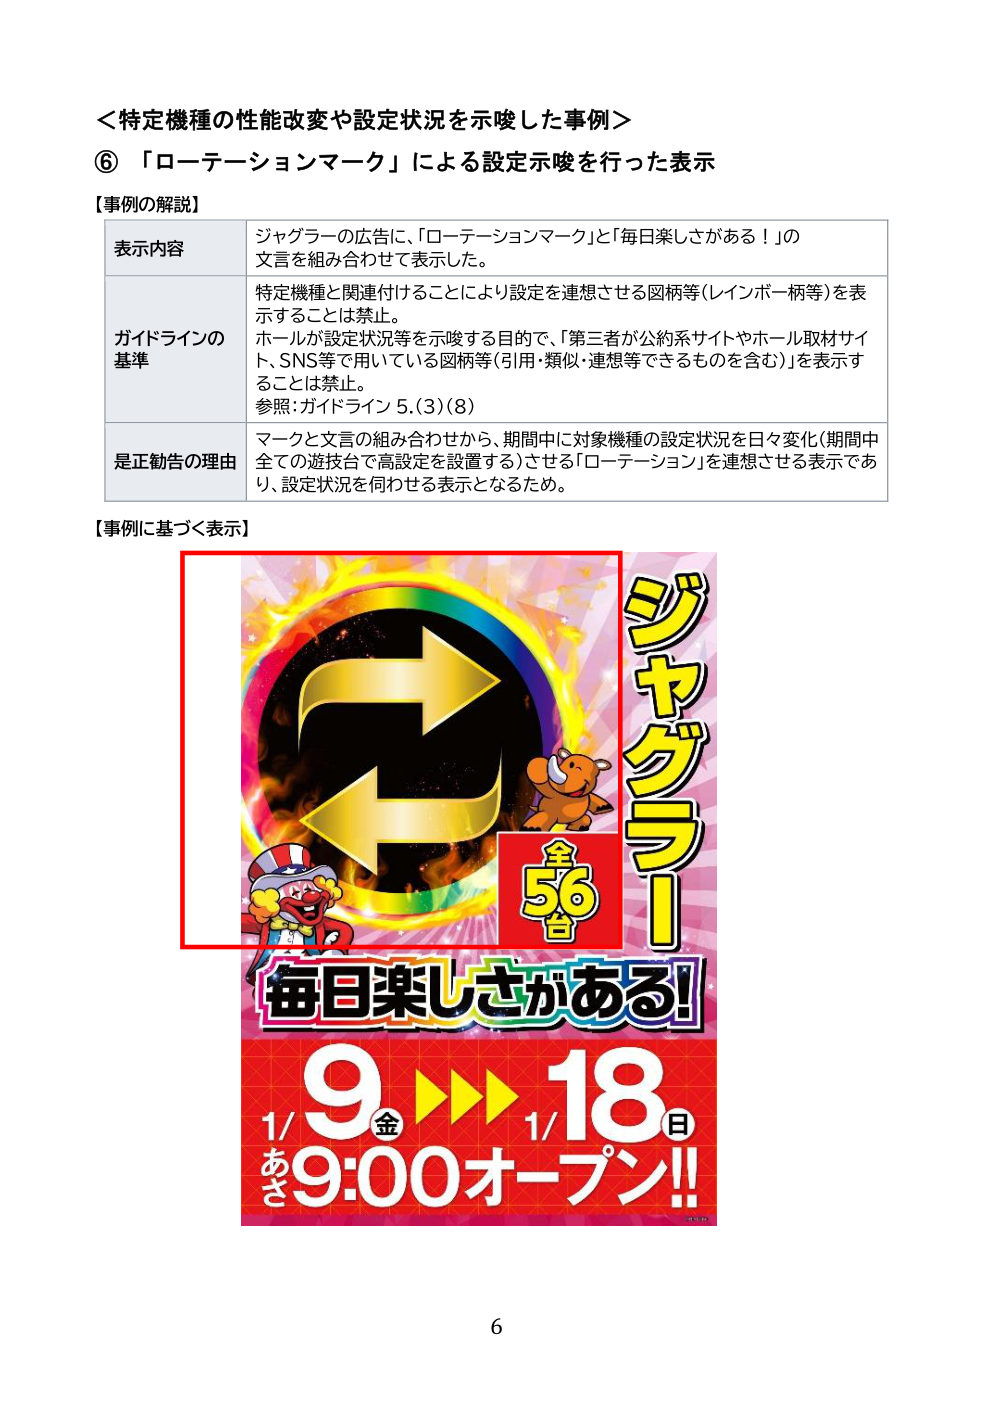 ＜特定機種の性能改変や設定状況を示唆した事例＞
⑥ 「ローテーションマーク」による設定示唆を行った表示
【事例の解説】
表示内容
ジャグラーの広告に、「ローテーションマーク」と「毎日楽しさがある！」の
文言を組み合わせて表示した。
ガイドラインの
基準
特定機種と関連付けることにより設定を連想させる図柄等(レインボー柄等)を表
示することは禁止。
ホールが設定状況等を示唆する目的で、「第三者が公約系サイトやホール取材サイ
ト、SNS等で用いている図柄等(引用・類似・連想等できるものを含む)」を表示す
ることは禁止。
参照：ガイドライン 5.(3)(8)
是正勧告の理由
マークと文言の組み合わせから、期間中に対象機種の設定状況を日々変化(期間中
全ての遊技台で高設定を設置する)させる「ローテーション」を連想させる表示であ
り、設定状況を伺わせる表示となるため。
【事例に基づく表示】
ジャグラー
全
56
台
毎日楽しさがある!
1/9金 1/18日
あさ9:00オープン!!
6